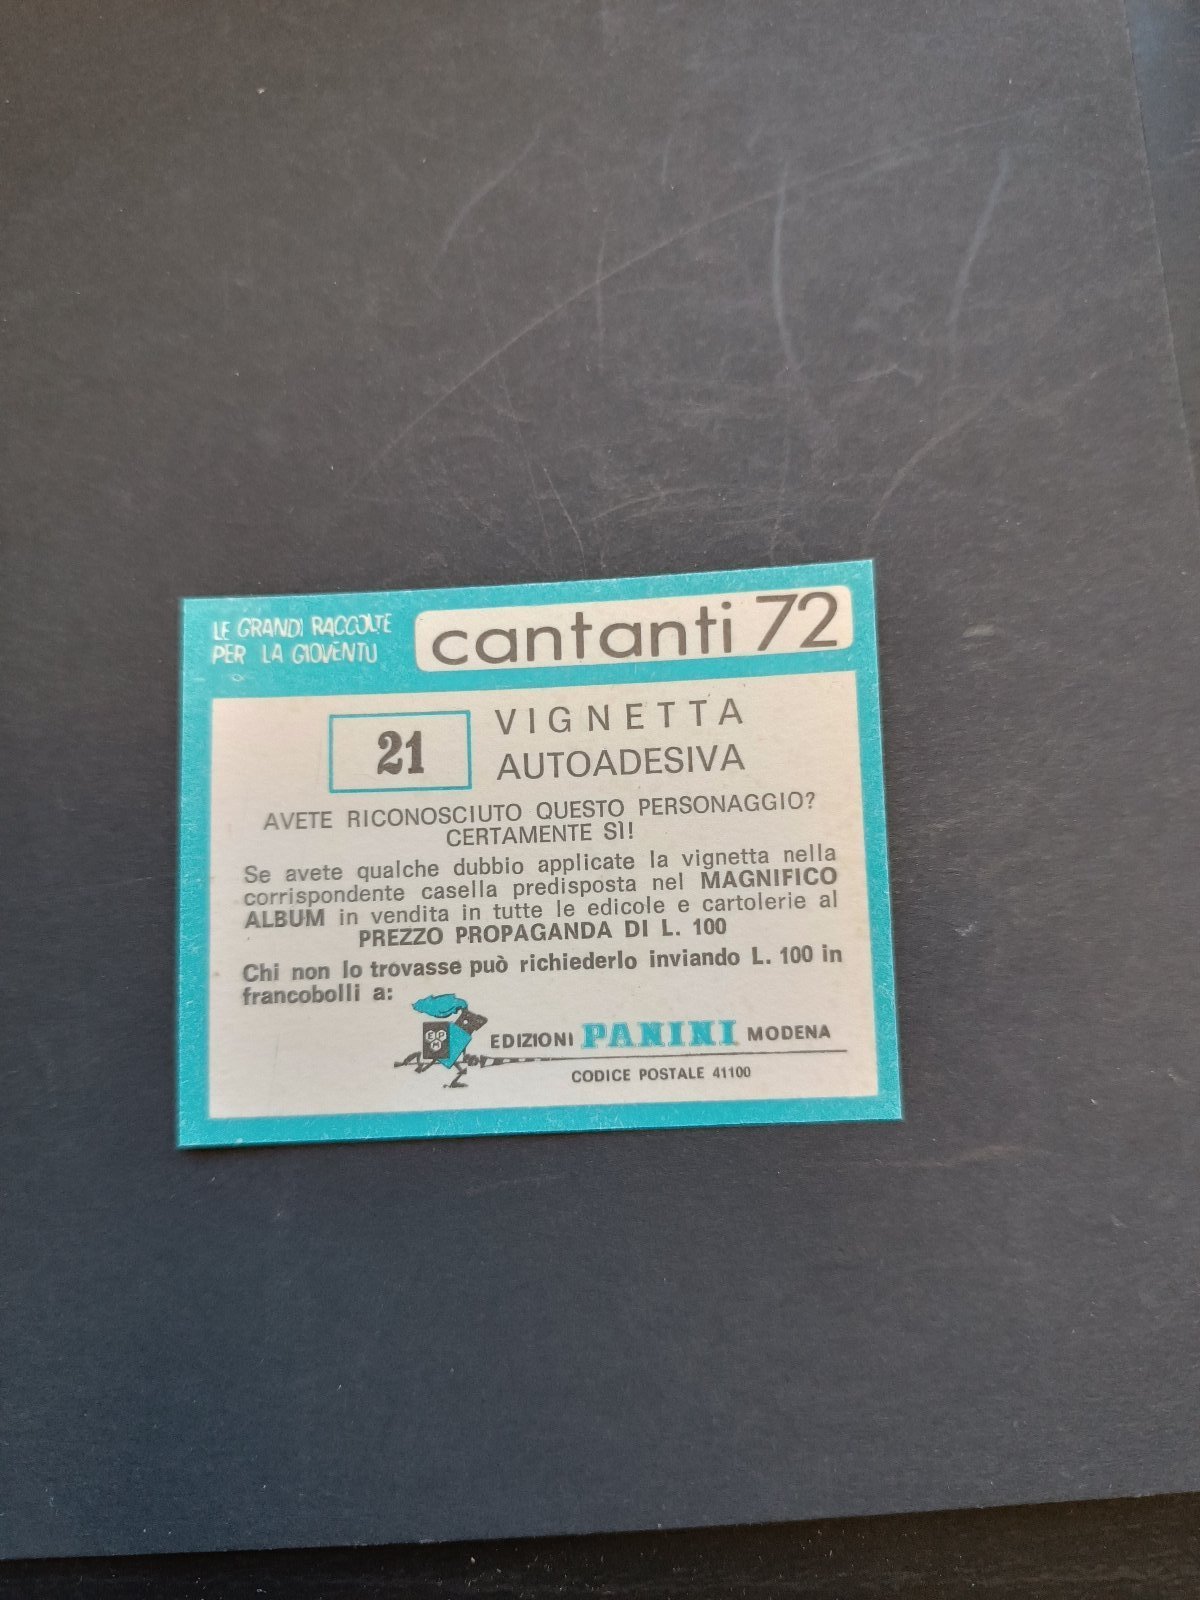 LE GRANDI RACCOLTE
PER LA GIOVENTU
cantanti 72
21
VIGNETTA
AUTOADESIVA
AVETE RICONOSCIUTO QUESTO PERSONAGGIO?
CERTAMENTE SÌ!
Se avete qualche dubbio applicate la vignetta nella
corrispondente casella predisposta nel MAGNIFICO
ALBUM in vendita in tutte le edicole e cartolerie al
PREZZO PROPAGANDA DI L. 100
Chi non lo trovasse può richiederlo inviando L. 100 in
francobolli a:
EPM
EDIZIONI PANINI MODENA
CODICE POSTALE 41100